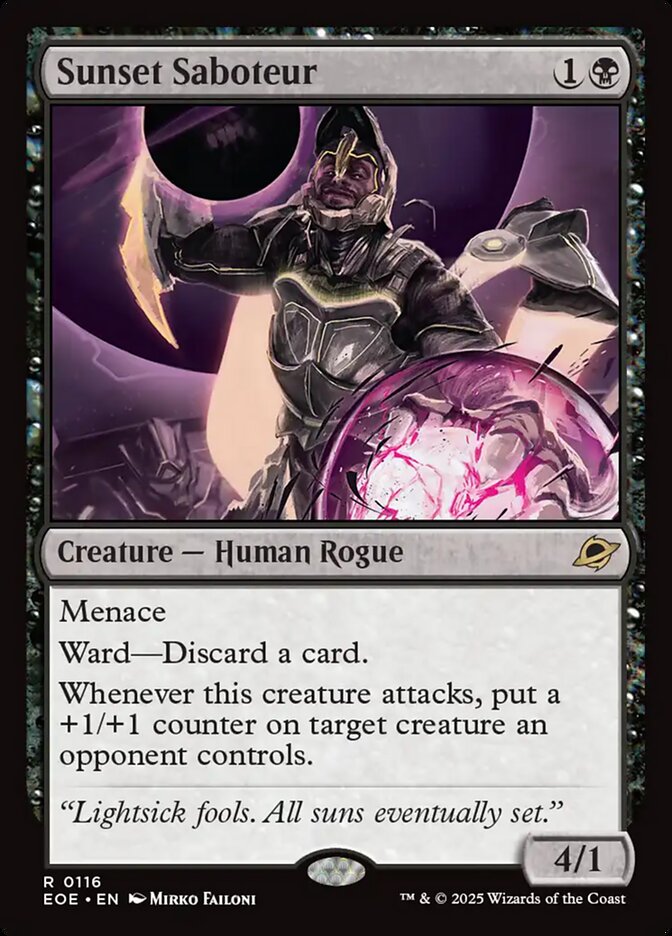 Sunset Saboteur 1
Creature — Human Rogue
Menace
Ward—Discard a card.
Whenever this creature attacks, put a
+1/+1 counter on target creature an
opponent controls.
“Lightsick fools. All suns eventually set.”
4/1
R 0116
EOE • EN Mirko Failoni ™ & © 2025 Wizards of the Coast